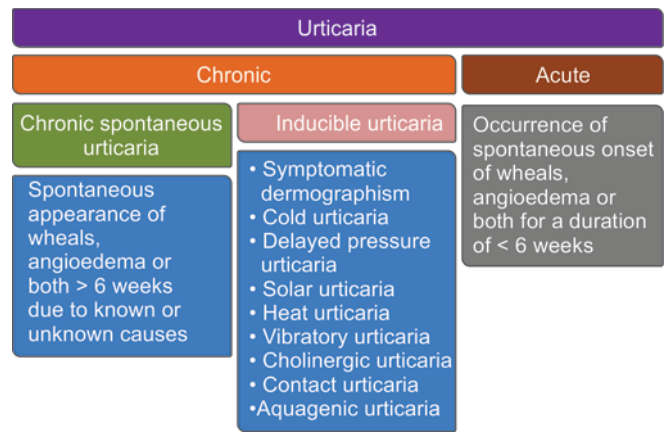 Urticaria
Chronic
Acute
Chronic spontaneous
urticaria
Inducible urticaria
Occurrence of
spontaneous onset
of wheals,
angioedema or
both for a duration
of < 6 weeks
Spontaneous
appearance of
wheals,
angioedema or
both > 6 weeks
due to known or
unknown causes
• Symptomatic
dermographism
• Cold urticaria
• Delayed pressure
urticaria
• Solar urticaria
• Heat urticaria
• Vibratory urticaria
• Cholinergic urticaria
• Contact urticaria
•Aquagenic urticaria